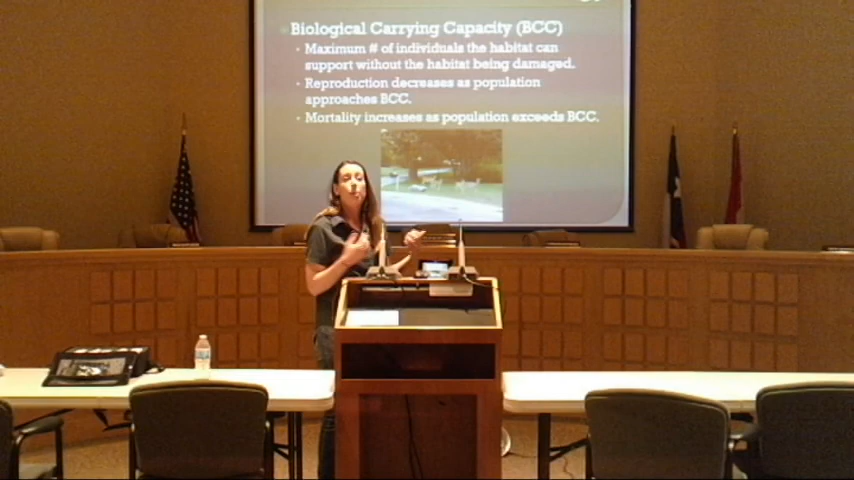 Biological Carrying Capacity (BCC)
• Maximum # of individuals the habitat can
support without the habitat being damaged.
• Reproduction decreases as population
approaches BCC.
• Mortality increases as population exceeds BCC.